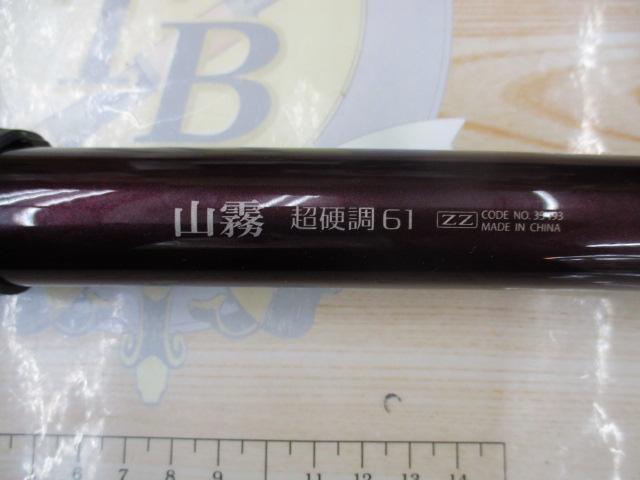 TB
山霧 超硬調 61 ZZ CODE NO.
MADE IN CHINA
6 7 8 9 11 12 13 14